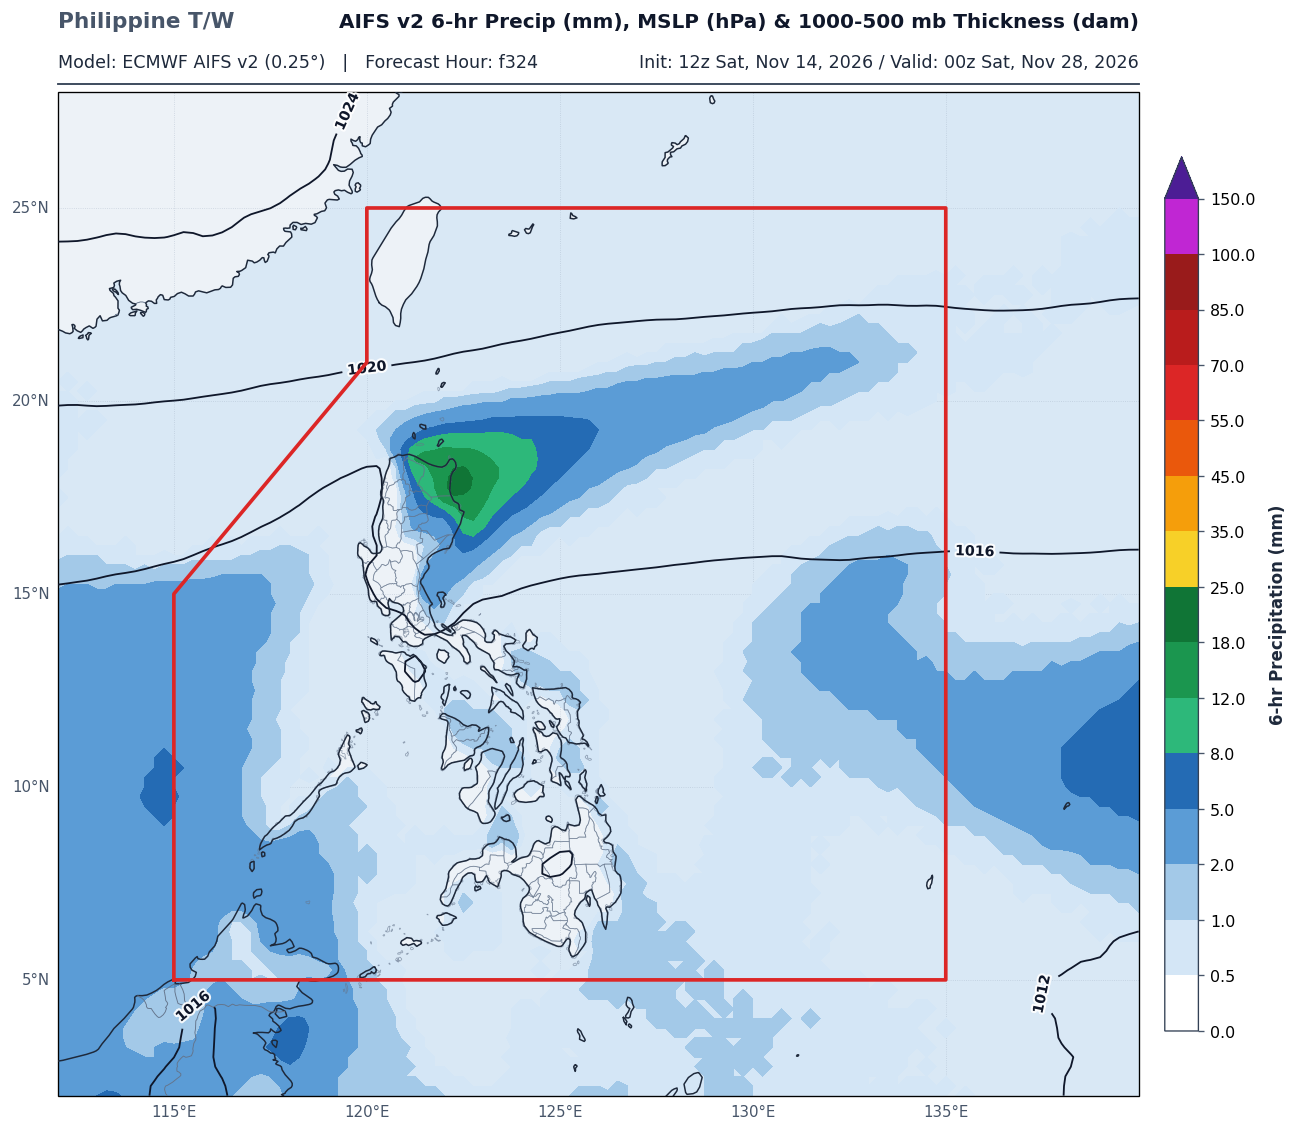 Philippine T/W
AIFS v2 6-hr Precip (mm), MSLP (hPa) & 1000-500 mb Thickness (dam)
Model: ECMWF AIFS v2 (0.25°) | Forecast Hour: f324
Init: 12z Sat, Nov 14, 2026 / Valid: 00z Sat, Nov 28, 2026
1024
1020
1016
1016
1012
25°N
20°N
15°N
10°N
5°N
115°E
120°E
125°E
130°E
135°E
150.0
100.0
85.0
70.0
55.0
45.0
35.0
25.0
18.0
12.0
8.0
5.0
2.0
1.0
0.5
0.0
6-hr Precipitation (mm)